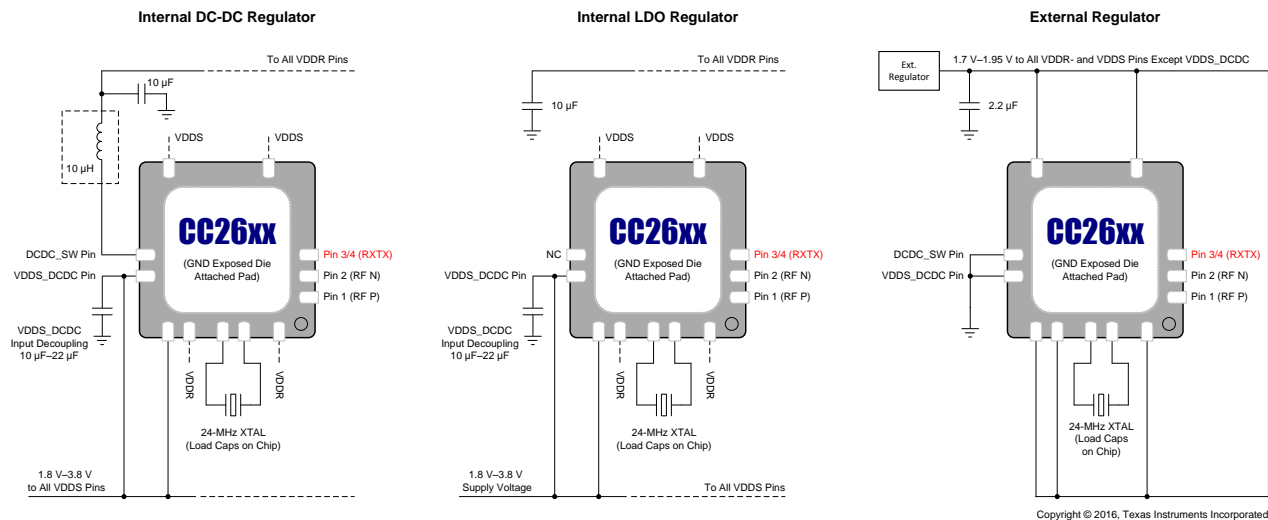 Internal DC-DC Regulator
To All VDDR Pins
10 µF
10 µH
VDDS
VDDS
CC26xx
(GND Exposed Die
Attached Pad)
DCDC_SW Pin
VDDS_DCDC Pin
Pin 3/4 (RXTX)
Pin 2 (RF N)
Pin 1 (RF P)
VDDS_DCDC
Input Decoupling
10 µF–22 µF
VDDR
VDDR
24-MHz XTAL
(Load Caps on Chip)
1.8 V–3.8 V
to All VDDS Pins
Internal LDO Regulator
To All VDDR Pins
10 µF
VDDS
VDDS
CC26xx
(GND Exposed Die
Attached Pad)
NC
VDDS_DCDC Pin
Pin 3/4 (RXTX)
Pin 2 (RF N)
Pin 1 (RF P)
VDDS_DCDC
Input Decoupling
10 µF–22 µF
VDDR
VDDR
24-MHz XTAL
(Load Caps on Chip)
1.8 V–3.8 V
Supply Voltage
To All VDDS Pins
External Regulator
Ext.
Regulator
1.7 V–1.95 V to All VDDR- and VDDS Pins Except VDDS_DCDC
2.2 µF
CC26xx
(GND Exposed Die
Attached Pad)
DCDC_SW Pin
VDDS_DCDC Pin
Pin 3/4 (RXTX)
Pin 2 (RF N)
Pin 1 (RF P)
24-MHz XTAL
(Load Caps
on Chip)
Copyright © 2016, Texas Instruments Incorporated